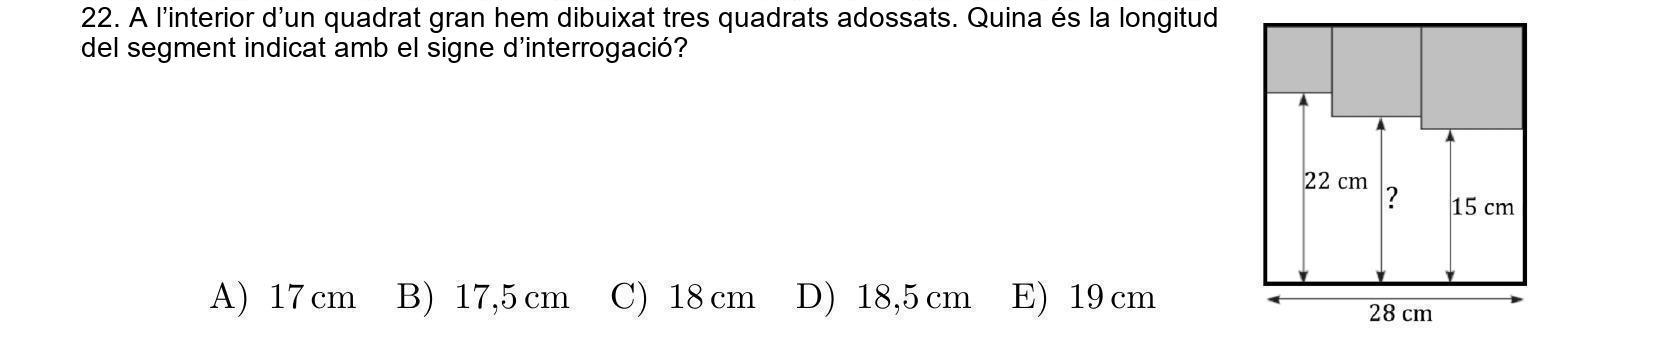 22. A l’interior d’un quadrat gran hem dibuixat tres quadrats adossats. Quina és la longitud
del segment indicat amb el signe d’interrogació?
22 cm
?
15 cm
28 cm
A) 17 cm B) 17,5 cm C) 18 cm D) 18,5 cm E) 19 cm